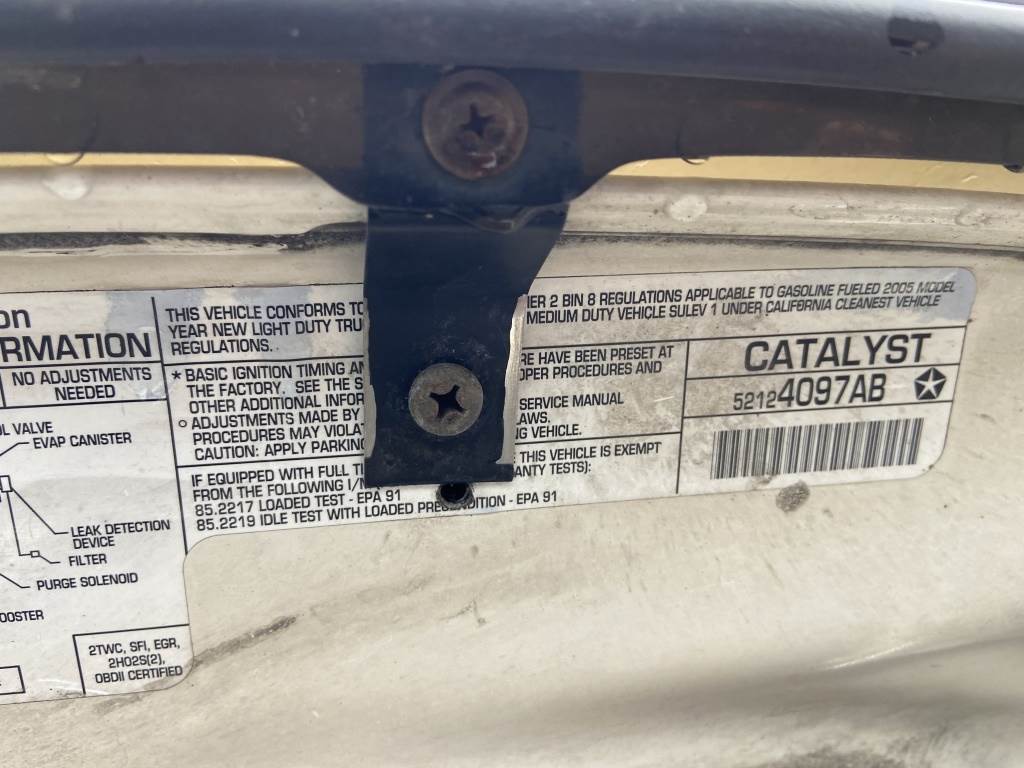 on
RMATION
NO ADJUSTMENTS
NEEDED
VALVE
EVAP CANISTER
LEAK DETECTION
DEVICE
FILTER
PURGE SOLENOID
OOSTER
2TWC, SFI, EGR,
2HO2S(2),
OBDII CERTIFIED
THIS VEHICLE CONFORMS TO IER 2 BIN 8 REGULATIONS APPLICABLE TO GASOLINE FUELED 2005 MODEL
YEAR NEW LIGHT DUTY TRU MEDIUM DUTY VEHICLE SULEV 1 UNDER CALIFORNIA CLEANEST VEHICLE
REGULATIONS.
* BASIC IGNITION TIMING AN RE HAVE BEEN PRESET AT
THE FACTORY. SEE THE S OPER PROCEDURES AND
OTHER ADDITIONAL INFOR
SERVICE MANUAL
○ ADJUSTMENTS MADE BY LAWS.
PROCEDURES MAY VIOLAT G VEHICLE.
CAUTION: APPLY PARKING
IF EQUIPPED WITH FULL TI THIS VEHICLE IS EXEMPT
FROM THE FOLLOWING I/M ANTY TESTS):
85.2217 LOADED TEST - EPA 91
85.2219 IDLE TEST WITH LOADED PRECONDITION - EPA 91
CATALYST
52124097AB